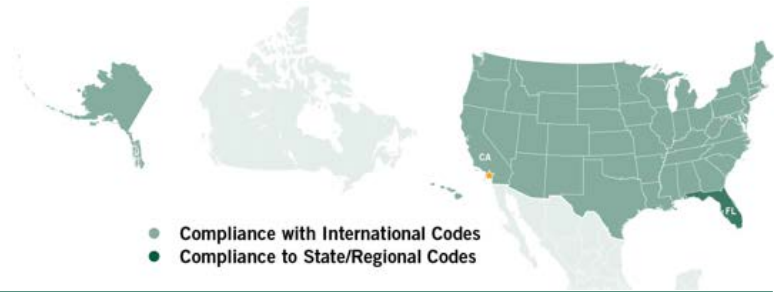 CA
FL
Compliance with International Codes
Compliance to State/Regional Codes